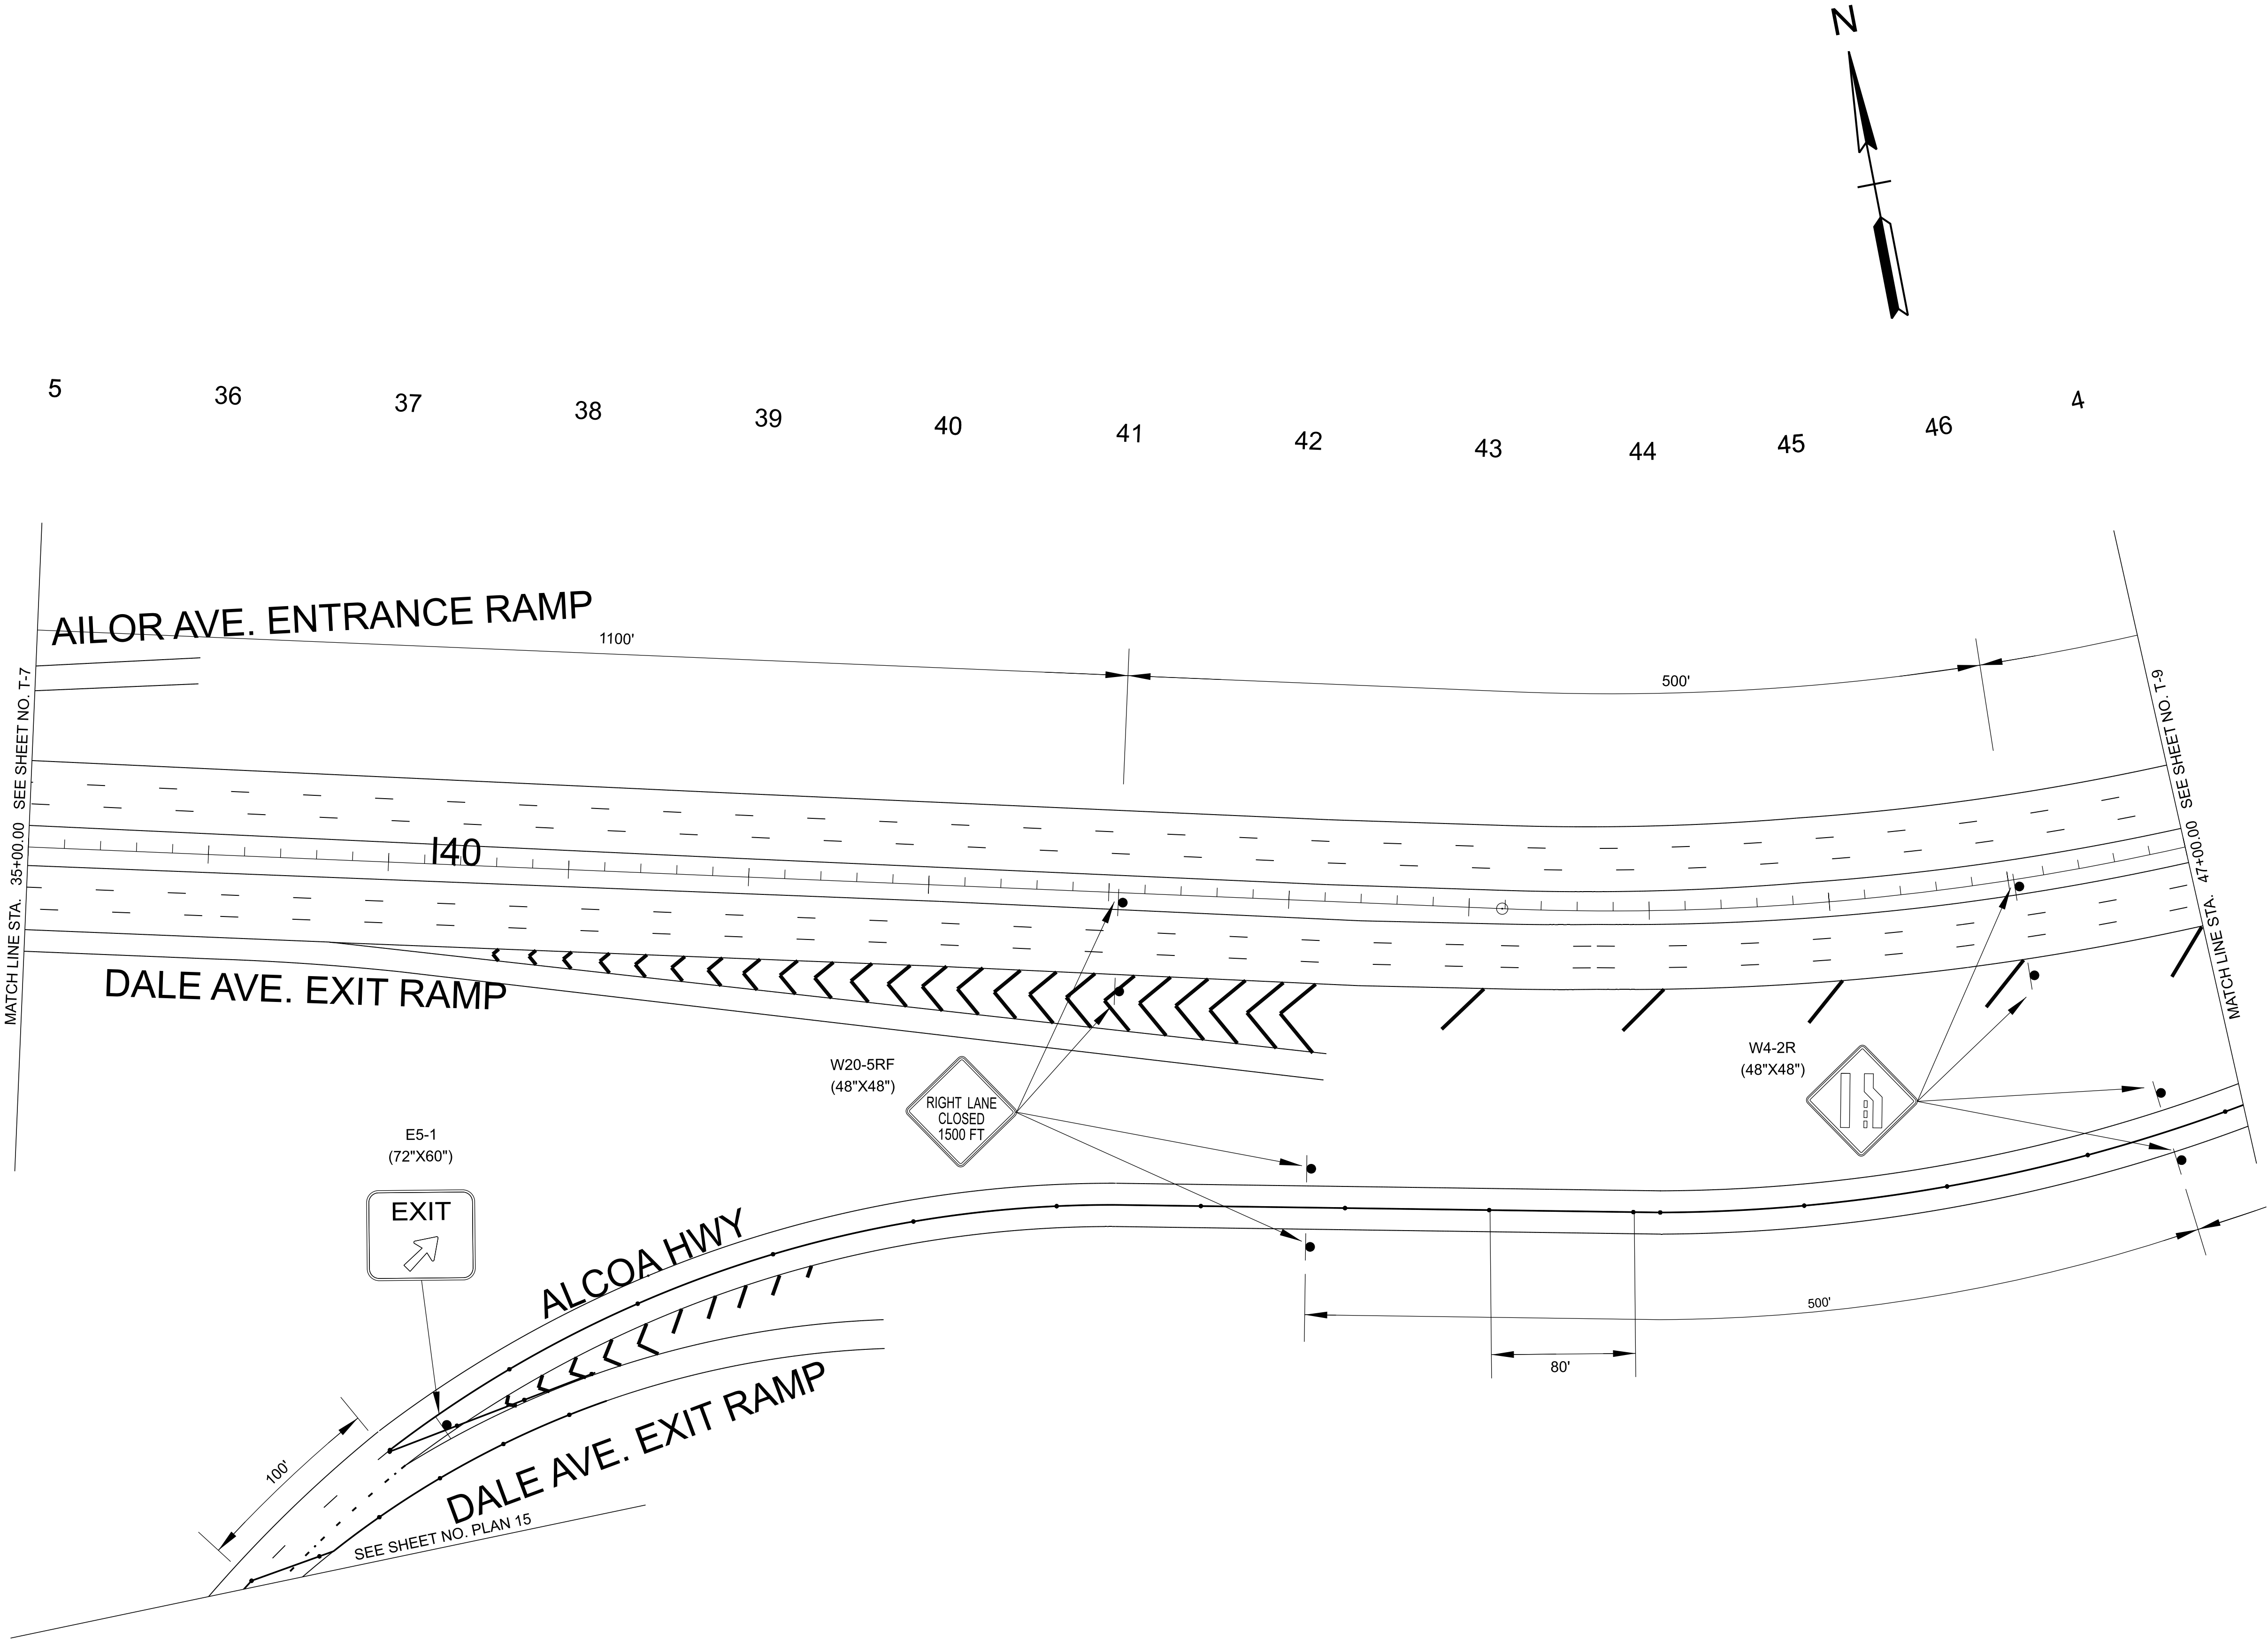 N
5 36 37 38 39 40 41 42 43 44 45 46 4
AILOR AVE. ENTRANCE RAMP
1100'
500'
MATCH LINE STA. 35+00.00 SEE SHEET NO. T-7
MATCH LINE STA. 47+00.00 SEE SHEET NO. T-9
I40
DALE AVE. EXIT RAMP
W20-5RF
(48"X48")
RIGHT LANE
CLOSED
1500 FT
W4-2R
(48"X48")
E5-1
(72"X60")
EXIT
ALCOA HWY
500'
80'
100'
DALE AVE. EXIT RAMP
SEE SHEET NO. PLAN 15